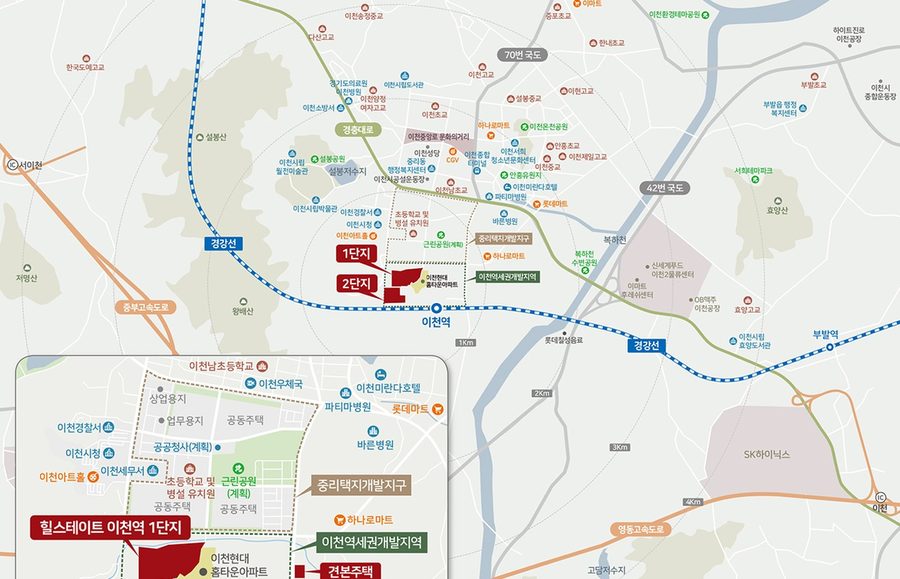 이천송정중교
이마트
증포초교
이천환경테마공원
다산고교
한내초교
하이트진로
이천공장
70번 국도
한국도예고교
경기도의료원
이천병원
이천시립도서관
이천고교
부발초교
이천시
종합운동장
이천양정
여자고교
이천소방서
설봉중교
이현고교
이천초교
부발읍 행정
복지센터
경충대로
하나로마트
이천온천공원
설봉산
이천중앙로 문화의거리
이천시립
월전미술관
설봉공원
설봉저수지
이천성당
중리동
행정복지센터
CGV
이천종합
터미널
이천서희
청소년문화센터
안흥초교
이천중교
이천제일고교
서이천
이천시공설운동장
안흥유원지
서희테마파크
이천남초교
이천미란다호텔
42번 국도
파티마병원
롯데마트
이천시립박물관
이천경찰서
초등학교 및
병설 유치원
바른병원
효양산
이천시청
이천아트홀
근린공원(계획)
중리택지개발지구
복하천
경강선
1단지
하나로마트
복하천
수변공원
신세계푸드
이천2물류센터
저명산
2단지
이천현대
홈타운아파트
이천역세권개발지역
이마트
후레쉬센터
OB맥주
이천공장
효양고교
중부고속도로
왕배산
이천역
롯데칠성음료
이천시립
효양도서관
부발역
1Km
경강선
2Km
3Km
4Km
SK하이닉스
IC
이천
영동고속도로
고담저수지
이천남초등학교
이천우체국
이천미란다호텔
상업용지
파티마병원
롯데마트
업무용지
공동주택
이천경찰서
바른병원
공공청사(계획)
이천시청
이천세무서
이천아트홀
초등학교 및
병설 유치원
근린공원
(계획)
중리택지개발지구
공동주택
공동주택
하나로마트
힐스테이트 이천역 1단지
이천역세권개발지역
이천현대
홈타운아파트
견본주택